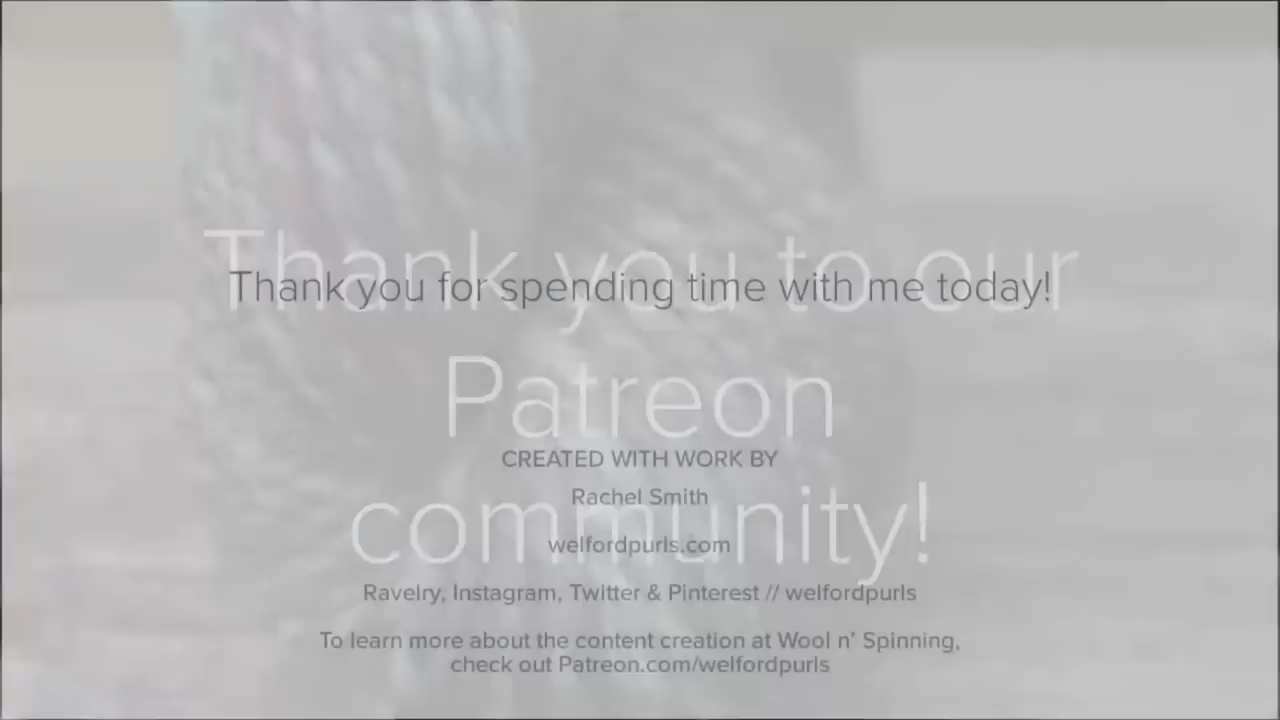 Thank you to our
Thank you for spending time with me today!
Patreon
CREATED WITH WORK BY
Rachel Smith
community!
welfordpurls.com
Ravelry, Instagram, Twitter & Pinterest // welfordpurls
To learn more about the content creation at Wool n' Spinning,
check out Patreon.com/welfordpurls